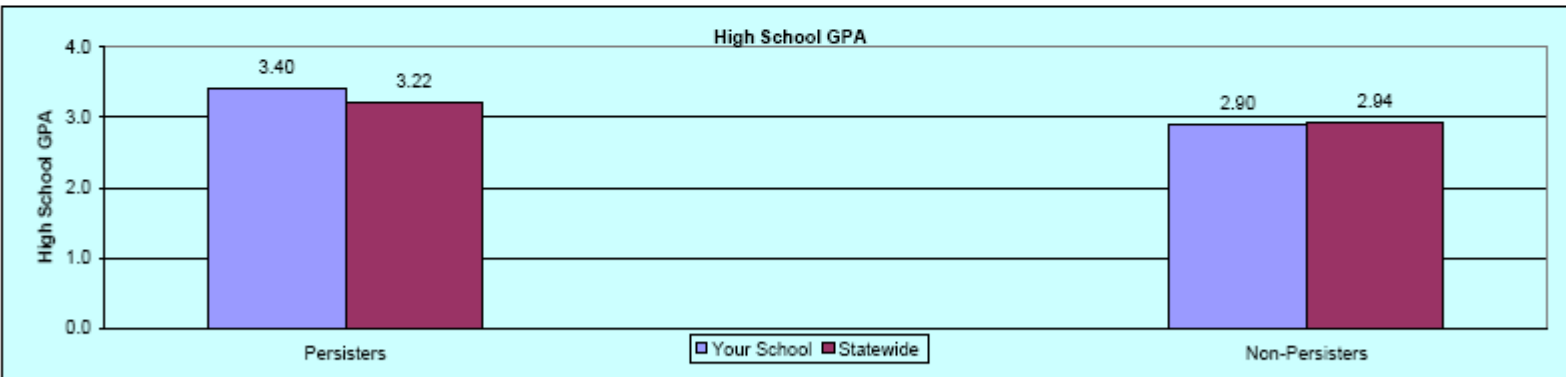 High School GPA
High School GPA
4.0
3.0
2.0
1.0
0.0
3.40
3.22
2.90
2.94
Persisters
Your School
Statewide
Non-Persisters